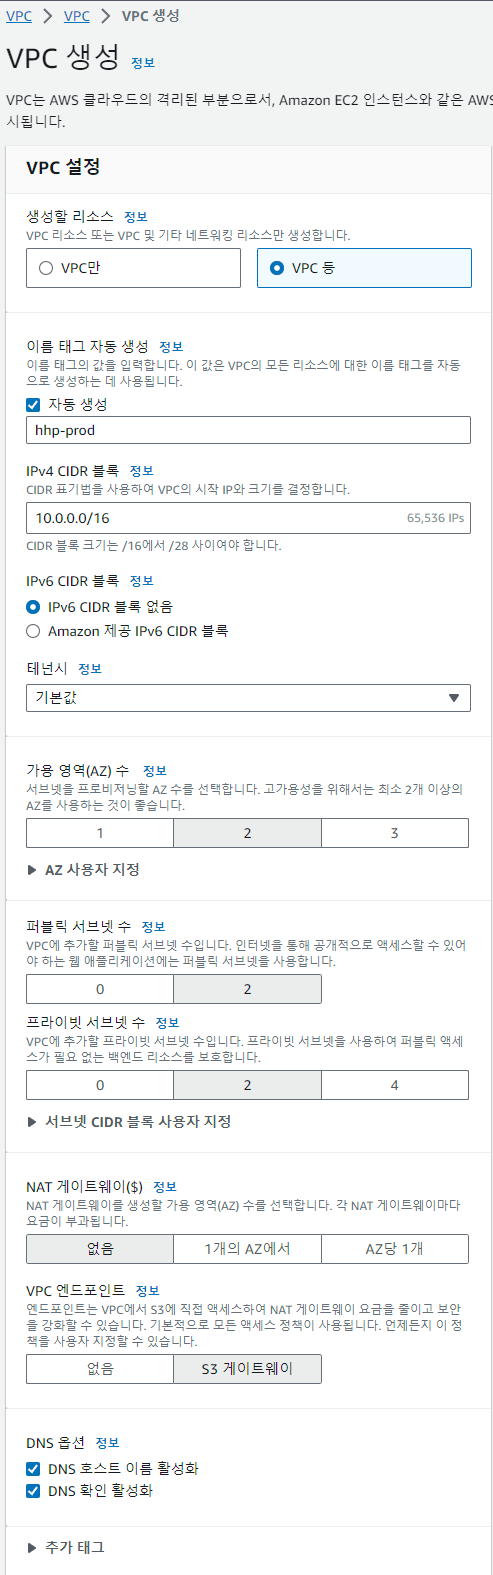 VPC > VPC > VPC 생성
VPC 생성 정보
VPC는 AWS 클라우드의 격리된 부분으로서, Amazon EC2 인스턴스와 같은 AWS
시됩니다.
VPC 설정
생성할 리소스 정보
VPC 리소스 또는 VPC 및 기타 네트워킹 리소스만 생성합니다.
VPC만 VPC 등
이름 태그 자동 생성 정보
이름 태그의 값을 입력합니다. 이 값은 VPC의 모든 리소스에 대한 이름 태그를 자동
으로 생성하는 데 사용됩니다.
자동 생성
hhp-prod
IPv4 CIDR 블록 정보
CIDR 표기법을 사용하여 VPC의 시작 IP와 크기를 결정합니다.
10.0.0.0/16 65,536 IPs
CIDR 블록 크기는 /16에서 /28 사이여야 합니다.
IPv6 CIDR 블록 정보
IPv6 CIDR 블록 없음
Amazon 제공 IPv6 CIDR 블록
테넌시 정보
기본값
가용 영역(AZ) 수 정보
서브넷을 프로비저닝할 AZ 수를 선택합니다. 고가용성을 위해서는 최소 2개 이상의
AZ를 사용하는 것이 좋습니다.
1 2 3
AZ 사용자 지정
퍼블릭 서브넷 수 정보
VPC에 추가할 퍼블릭 서브넷 수입니다. 인터넷을 통해 공개적으로 액세스할 수 있어
야 하는 웹 애플리케이션에는 퍼블릭 서브넷을 사용합니다.
0 2
프라이빗 서브넷 수 정보
VPC에 추가할 프라이빗 서브넷 수입니다. 프라이빗 서브넷을 사용하여 퍼블릭 액세
스가 필요 없는 백엔드 리소스를 보호합니다.
0 2 4
서브넷 CIDR 블록 사용자 지정
NAT 게이트웨이($) 정보
NAT 게이트웨이를 생성할 가용 영역(AZ) 수를 선택합니다. 각 NAT 게이트웨이마다
요금이 부과됩니다.
없음 1개의 AZ에서 AZ당 1개
VPC 엔드포인트 정보
엔드포인트는 VPC에서 S3에 직접 액세스하여 NAT 게이트웨이 요금을 줄이고 보안
을 강화할 수 있습니다. 기본적으로 모든 액세스 정책이 사용됩니다. 언제든지 이 정
책을 사용자 지정할 수 있습니다.
없음 S3 게이트웨이
DNS 옵션 정보
DNS 호스트 이름 활성화
DNS 확인 활성화
추가 태그